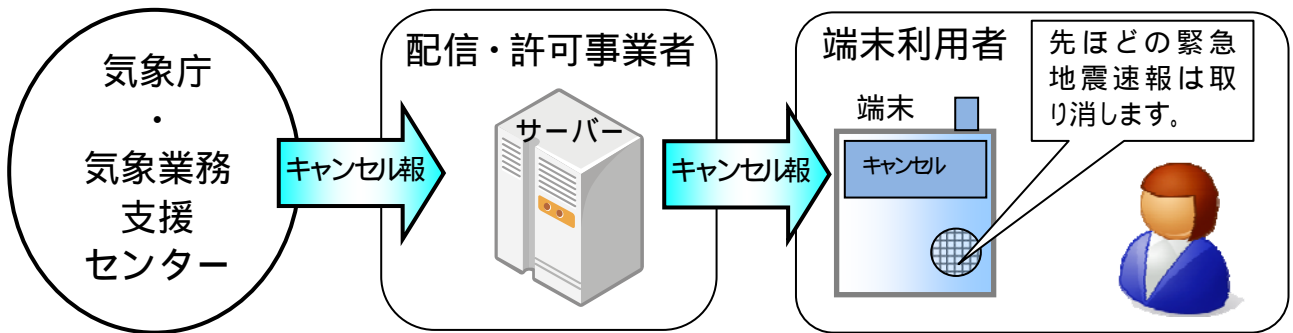 気象庁
・
気象業務
支援
センター
キャンセル報
配信・許可事業者
サーバー
キャンセル報
端末利用者
端末
キャンセル
先ほどの緊急
地震速報は取
り消します。